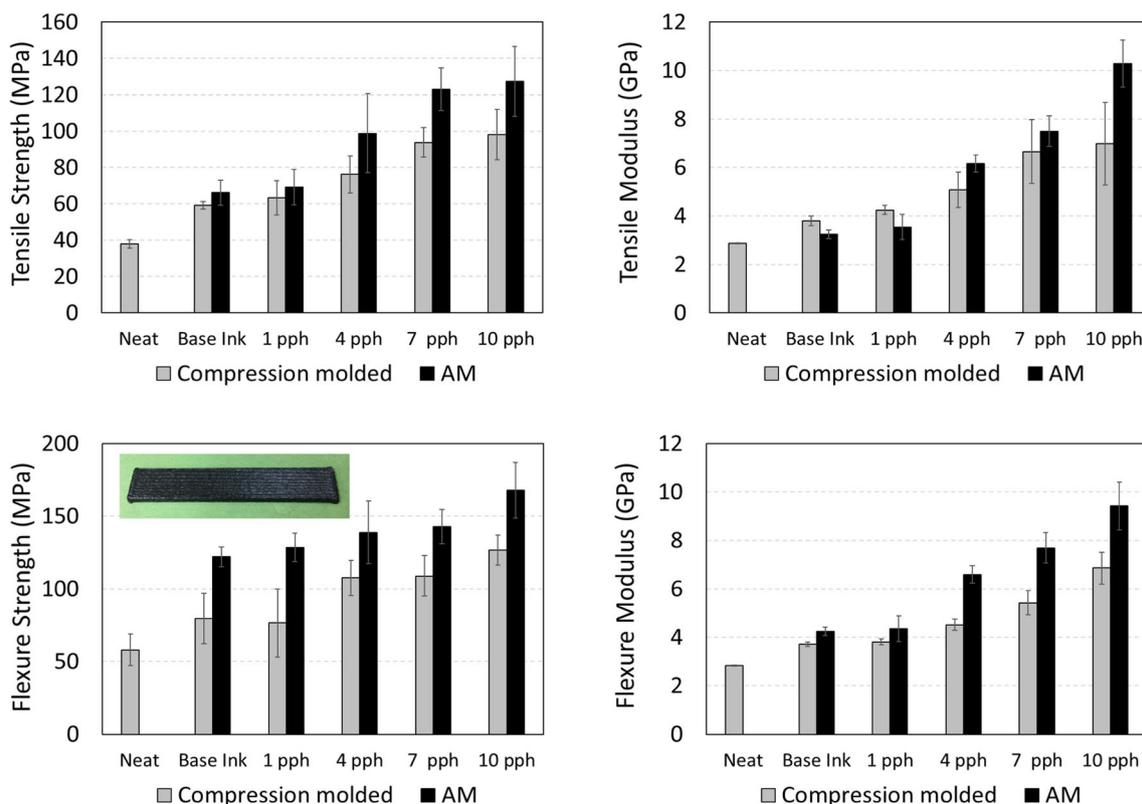 Tensile Strength (MPa)
160
140
120
100
80
60
40
20
0
Neat Base Ink 1 pph 4 pph 7 pph 10 pph
Compression molded AM
Tensile Modulus (GPa)
12
10
8
6
4
2
0
Neat Base Ink 1 pph 4 pph 7 pph 10 pph
Compression molded AM
Flexure Strength (MPa)
200
150
100
50
0
Neat Base Ink 1 pph 4 pph 7 pph 10 pph
Compression molded AM
Flexure Modulus (GPa)
12
10
8
6
4
2
0
Neat Base Ink 1 pph 4 pph 7 pph 10 pph
Compression molded AM